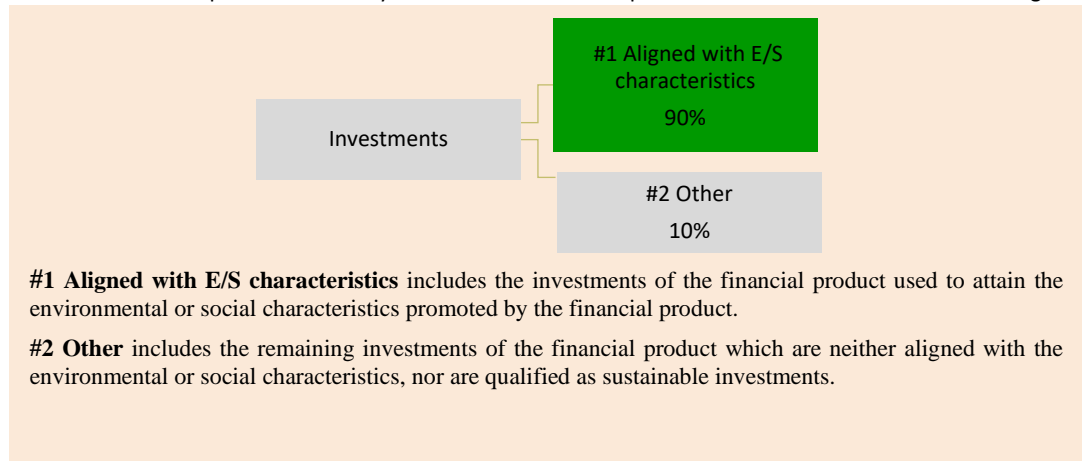 #1 Aligned with E/S
characteristics
90%
Investments
#2 Other
10%
#1 Aligned with E/S characteristics includes the investments of the financial product used to attain the
environmental or social characteristics promoted by the financial product.
#2 Other includes the remaining investments of the financial product which are neither aligned with the
environmental or social characteristics, nor are qualified as sustainable investments.